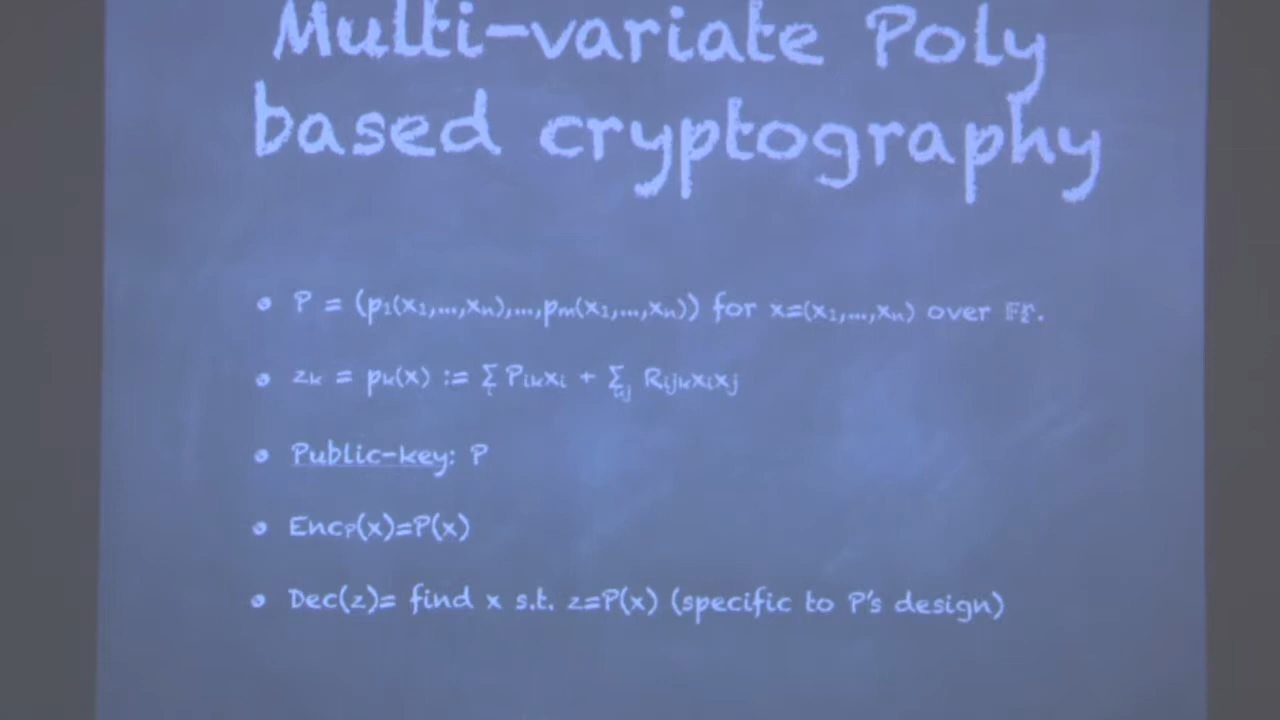 Multi-variate Poly
based cryptography
• P = (p₁(x₁,...,xₙ),...,pₘ(x₁,...,xₙ)) for x=(x₁,...,xₙ) over
• zₖ = pₖ(x) := ∑ᵢ Pᵢₖxᵢ + ∑ᵢⱼ Rᵢⱼₖxᵢxⱼ
• Public-key: P
• Encₚ(x)=P(x)
• Dec(z)= find x s.t. z=P(x) (specific to P's design)